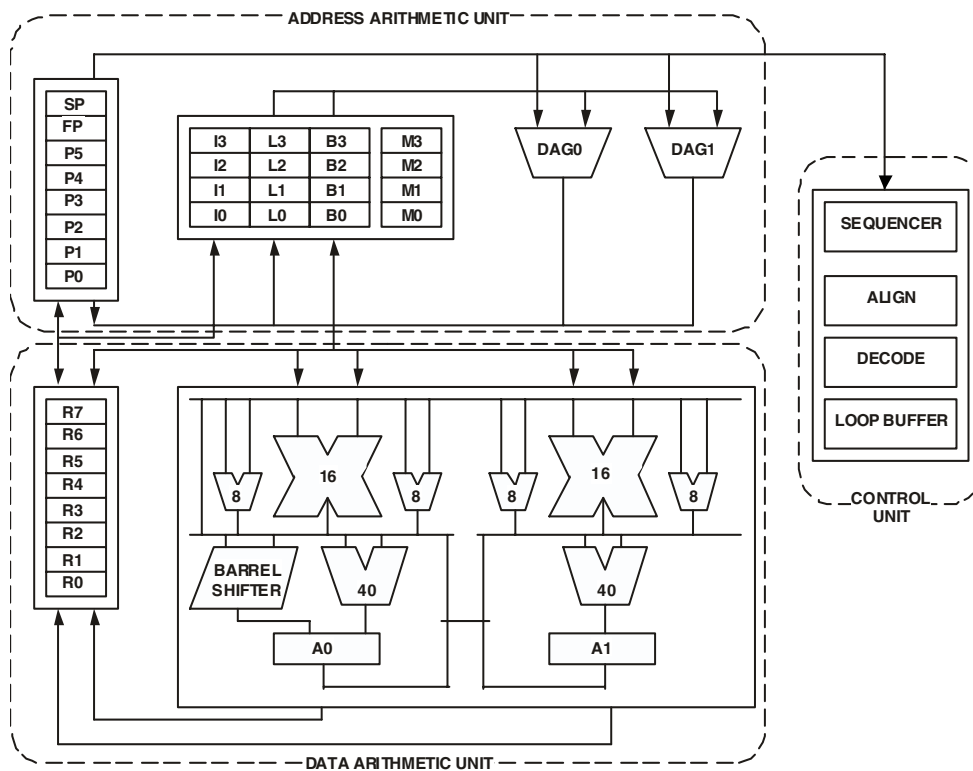 ADDRESS ARITHMETIC UNIT
SP
FP
P5
P4
P3
P2
P1
P0
I3 L3 B3 M3
I2 L2 B2 M2
I1 L1 B1 M1
I0 L0 B0 M0
DAG0 DAG1
SEQUENCER
ALIGN
DECODE
LOOP BUFFER
CONTROL
UNIT
R7
R6
R5
R4
R3
R2
R1
R0
8 16 8 8 16 8
BARREL
SHIFTER
40 40
A0 A1
DATA ARITHMETIC UNIT